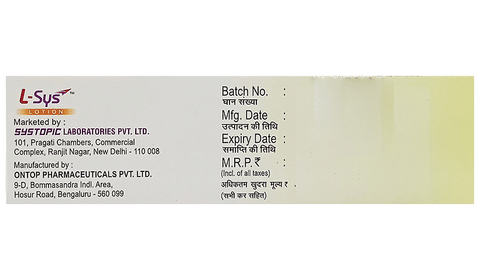 L-Sys™
LOTION
Marketed by :
SYSTOPIC LABORATORIES PVT. LTD.
101, Pragati Chambers, Commercial
Complex, Ranjit Nagar, New Delhi - 110 008
Manufactured by :
ONTOP PHARMACEUTICALS PVT. LTD.
9-D, Bommasandra Indl. Area,
Hosur Road, Bengaluru - 560 099
Batch No. :
घान संख्या
Mfg. Date :
उत्पादन की तिथि
Expiry Date :
समाप्ति की तिथि
M.R.P. ₹ :
(Incl. of all taxes)
अधिकतम खुदरा मूल्य र
(सभी कर सहित)